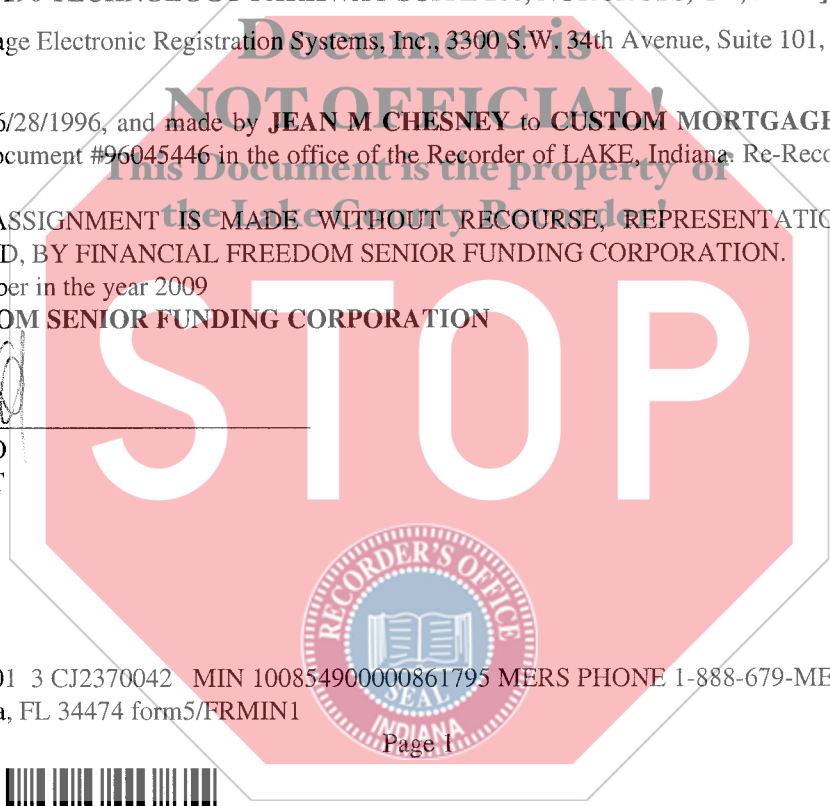 Document is
age Electronic Registration Systems, Inc., 3300 S.W. 34th Avenue, Suite 101,
NOT OFFICIAL!
6/28/1996, and made by JEAN M CHESNEY to CUSTOM MORTGAGE
ocument #96045446 in the office of the Recorder of LAKE, Indiana. Re-Reco
This Document is the property of
the Lake County Recorder!
ASSIGNMENT IS MADE WITHOUT RECOURSE, REPRESENTATIO
D, BY FINANCIAL FREEDOM SENIOR FUNDING CORPORATION.
ber in the year 2009
OM SENIOR FUNDING CORPORATION
STOP
RECORDER'S OFFICE
SEAL
INDIANA
01 3 CJ2370042 MIN 100854900000861795 MERS PHONE 1-888-679-ME
a, FL 34474 form5/FRMIN1
Page 1